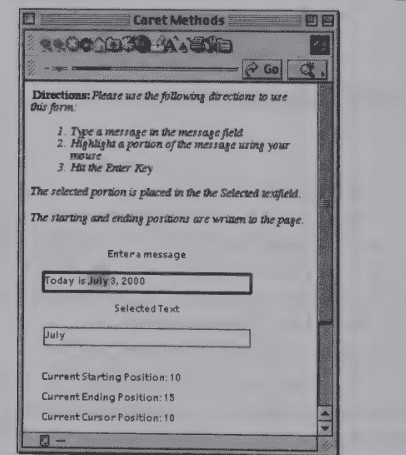 Caret Methods
Go
Directions: Please use the following directions to use
this form:
1. Type a message in the message field
2. Highlight a portion of the message using your
mouse
3. Hit the Enter Key
The selected portion is placed in the the Selected textfield.
The starting and ending positions are written to the page.
Enter a message
Today is July 3, 2000
Selected Text
July
Current Starting Position: 10
Current Ending Position: 15
Current Cursor Position: 10